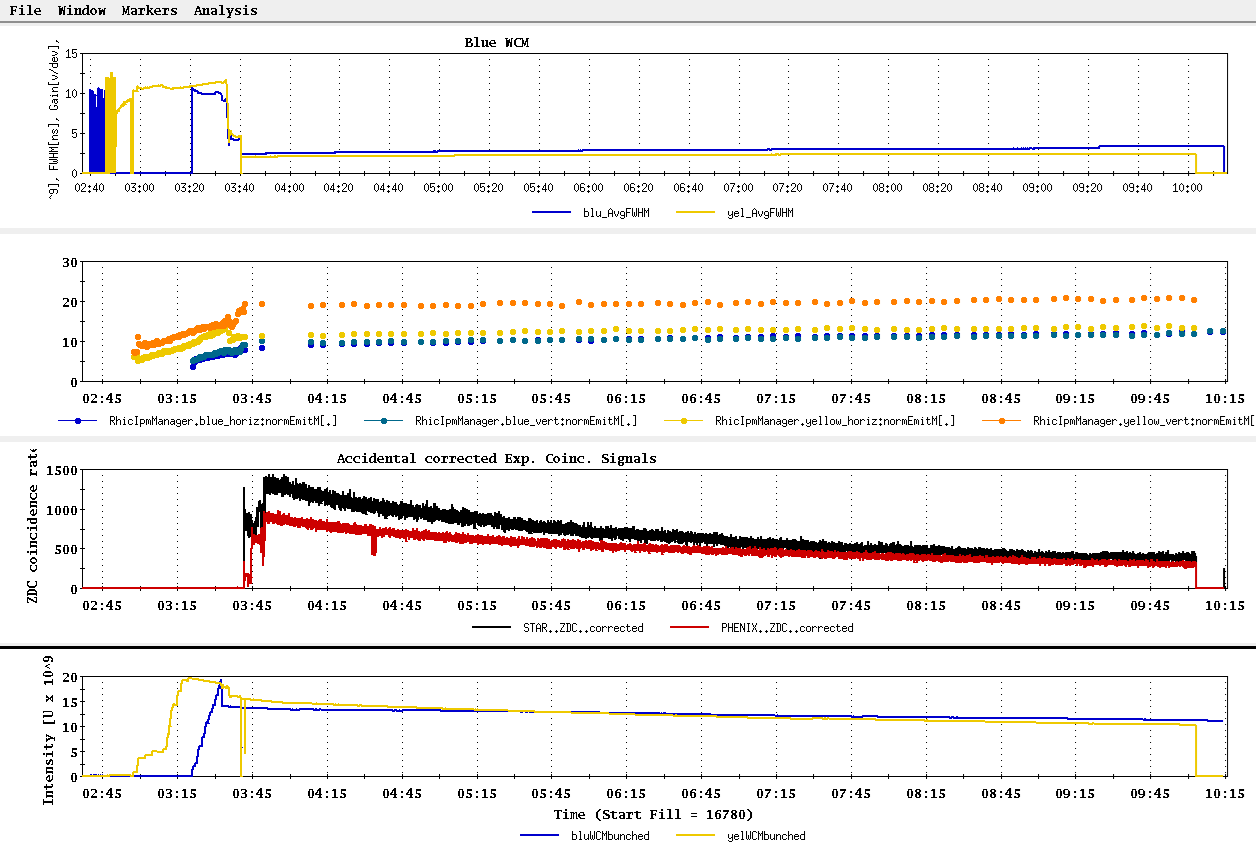 File Window Markers Analysis
Blue WCM
^9], FWHM[ns], Gain[v/dev],
15
10
5
0
02:40 03:00 03:20 03:40 04:00 04:20 04:40 05:00 05:20 05:40 06:00 06:20 06:40 07:00 07:20 07:40 08:00 08:20 08:40 09:00 09:20 09:40 10:00
blu_AvgFWHM yel_AvgFWHM
30
20
10
0
02:45 03:15 03:45 04:15 04:45 05:15 05:45 06:15 06:45 07:15 07:45 08:15 08:45 09:15 09:45 10:15
RhicIpmManager.blue_horiz:normEmitM[.] RhicIpmManager.blue_vert:normEmitM[.] RhicIpmManager.yellow_horiz:normEmitM[.] RhicIpmManager.yellow_vert:normEmitM[
Accidental corrected Exp. Coinc. Signals
ZDC coincidence rate
1500
1000
500
0
02:45 03:15 03:45 04:15 04:45 05:15 05:45 06:15 06:45 07:15 07:45 08:15 08:45 09:15 09:45 10:15
STAR..ZDC..corrected PHENIX..ZDC..corrected
Intensity [U x 10^9
20
15
10
5
0
02:45 03:15 03:45 04:15 04:45 05:15 05:45 06:15 06:45 07:15 07:45 08:15 08:45 09:15 09:45 10:15
Time (Start Fill = 16780)
bluWCMbunched yelWCMbunched